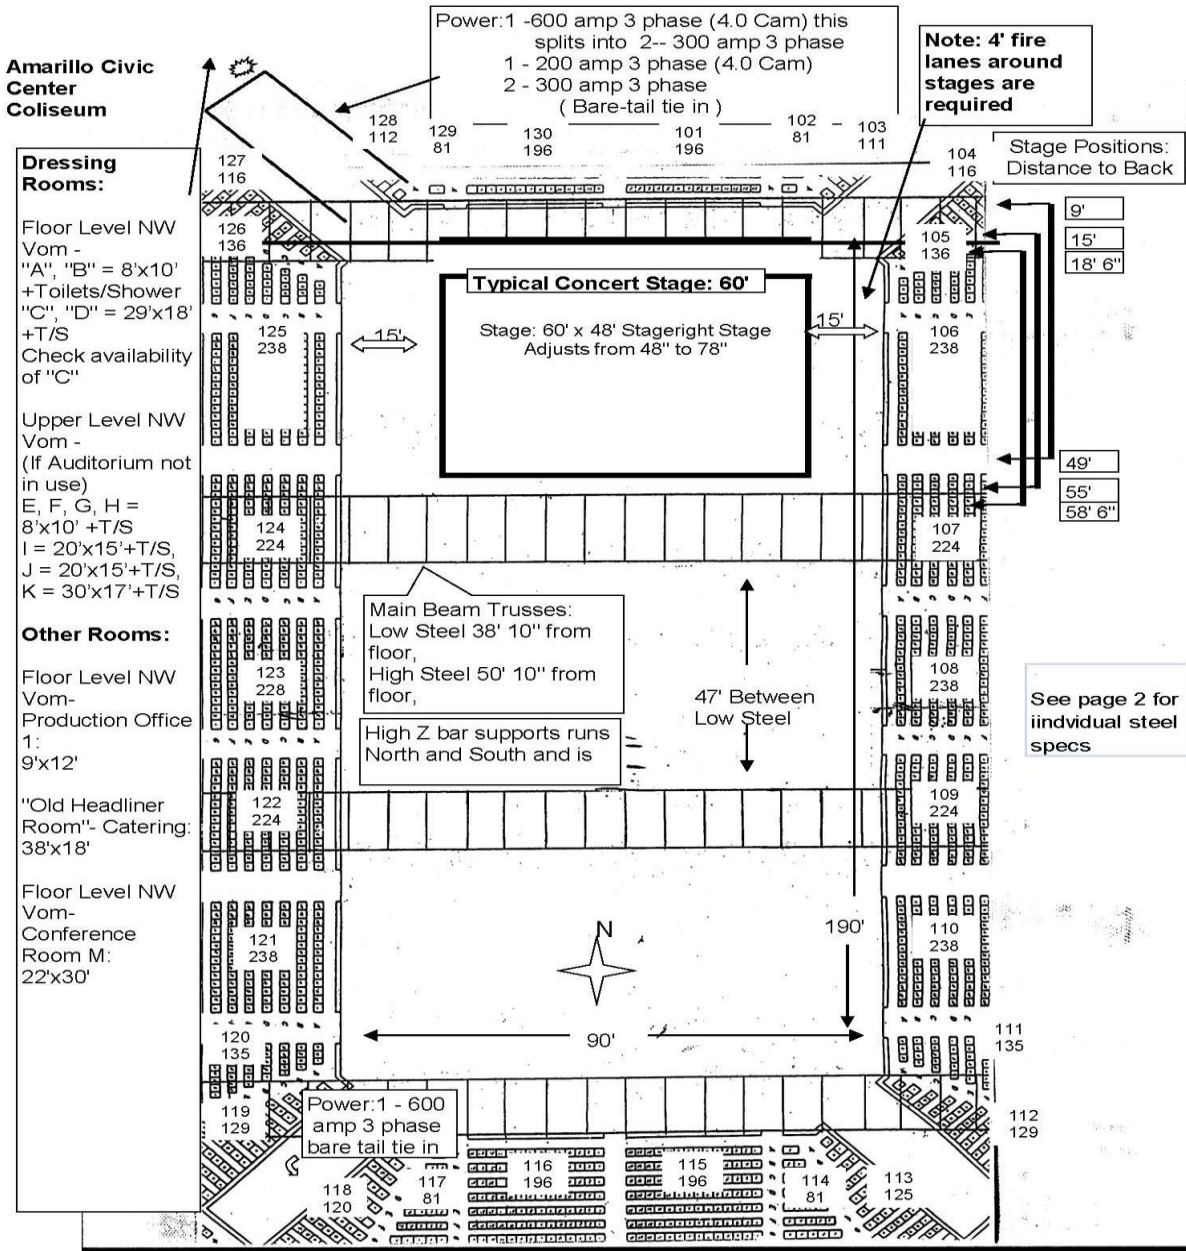 Power:1 -600 amp 3 phase (4.0 Cam) this
splits into 2-- 300 amp 3 phase
1 - 200 amp 3 phase (4.0 Cam)
2 - 300 amp 3 phase
( Bare-tail tie in )
Note: 4' fire
lanes around
stages are
required
Amarillo Civic
Center
Coliseum
Stage Positions:
Distance to Back
128
112
129
81
130
196
101
196
102
81
103
111
104
116
127
116
126
136
105
136
9'
15'
18' 6"
Dressing
Rooms:
Floor Level NW
Vom -
"A", "B" = 8'x10'
+Toilets/Shower
"C", "D" = 29'x18'
+T/S
Check availability
of "C"
Upper Level NW
Vom -
(If Auditorium not
in use)
E, F, G, H =
8'x10' +T/S
I = 20'x15'+T/S,
J = 20'x15'+T/S,
K = 30'x17'+T/S
Other Rooms:
Floor Level NW
Vom-
Production Office
1:
9'x12'
"Old Headliner
Room"- Catering:
38'x18'
Floor Level NW
Vom-
Conference
Room M:
22'x30'
Typical Concert Stage: 60'
Stage: 60' x 48' Stageright Stage
Adjusts from 48" to 78"
15'
15'
125
238
106
238
49'
55'
58' 6"
124
224
107
224
Main Beam Trusses:
Low Steel 38' 10" from
floor,
High Steel 50' 10" from
floor,
High Z bar supports runs
North and South and is
47' Between
Low Steel
123
228
108
238
See page 2 for
iindvidual steel
specs
122
224
109
224
121
238
110
238
N
190'
90'
120
135
111
135
119
129
112
129
Power:1 - 600
amp 3 phase
bare tail tie in
118
120
117
81
116
196
115
196
114
81
113
125